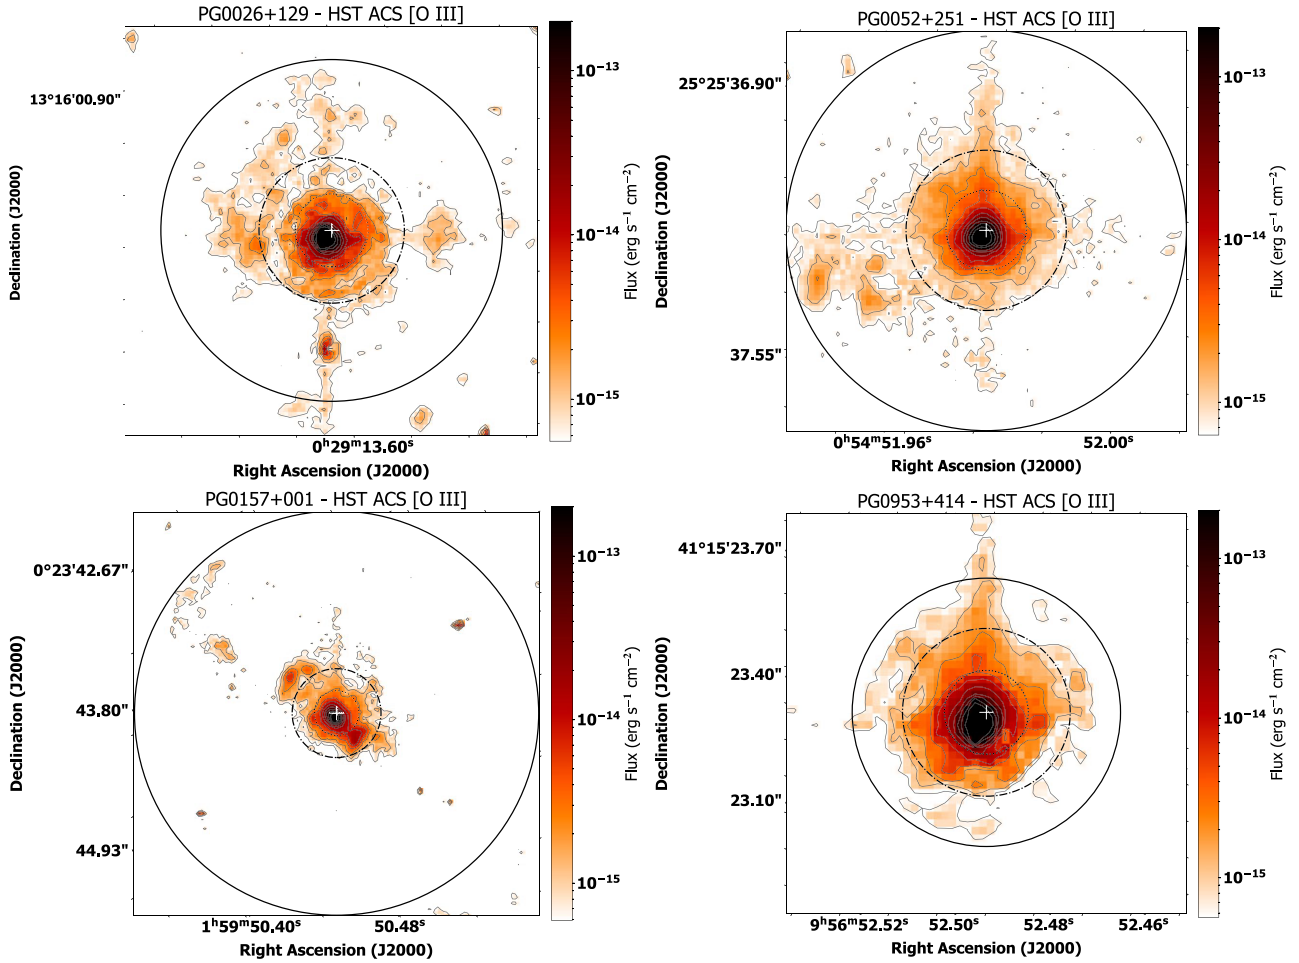 PG0026+129 - HST ACS [O III]
13°16'00.90"
Declination (J2000)
0ʰ29ᵐ13.60ˢ
Right Ascension (J2000)
10⁻¹³
10⁻¹⁴
10⁻¹⁵
Flux (erg s⁻¹ cm⁻²)
PG0052+251 - HST ACS [O III]
25°25'36.90"
37.55"
Declination (J2000)
0ʰ54ᵐ51.96ˢ
52.00ˢ
Right Ascension (J2000)
10⁻¹³
10⁻¹⁴
10⁻¹⁵
Flux (erg s⁻¹ cm⁻²)
PG0157+001 - HST ACS [O III]
0°23'42.67"
43.80"
44.93"
Declination (J2000)
1ʰ59ᵐ50.40ˢ
50.48ˢ
Right Ascension (J2000)
10⁻¹³
10⁻¹⁴
10⁻¹⁵
Flux (erg s⁻¹ cm⁻²)
PG0953+414 - HST ACS [O III]
41°15'23.70"
23.40"
23.10"
Declination (J2000)
9ʰ56ᵐ52.52ˢ
52.50ˢ
52.48ˢ
52.46ˢ
Right Ascension (J2000)
10⁻¹³
10⁻¹⁴
10⁻¹⁵
Flux (erg s⁻¹ cm⁻²)